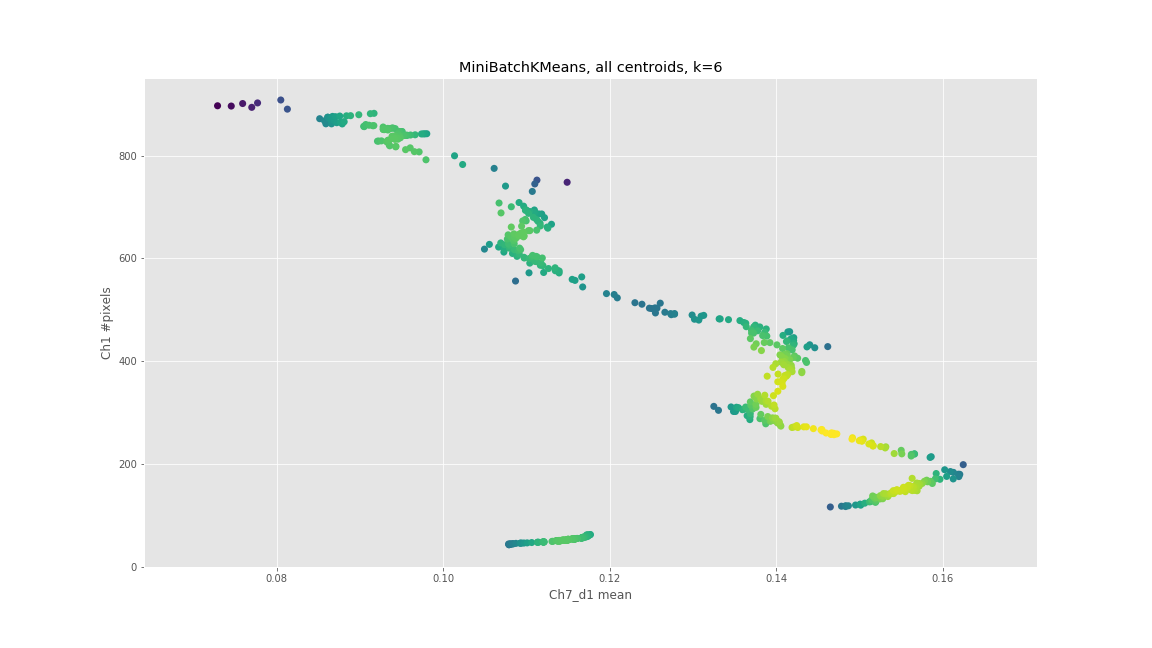 MiniBatchKMeans, all centroids, k=6
Ch1 #pixels
800
600
400
200
0
0.08 0.10 0.12 0.14 0.16
Ch7_d1 mean